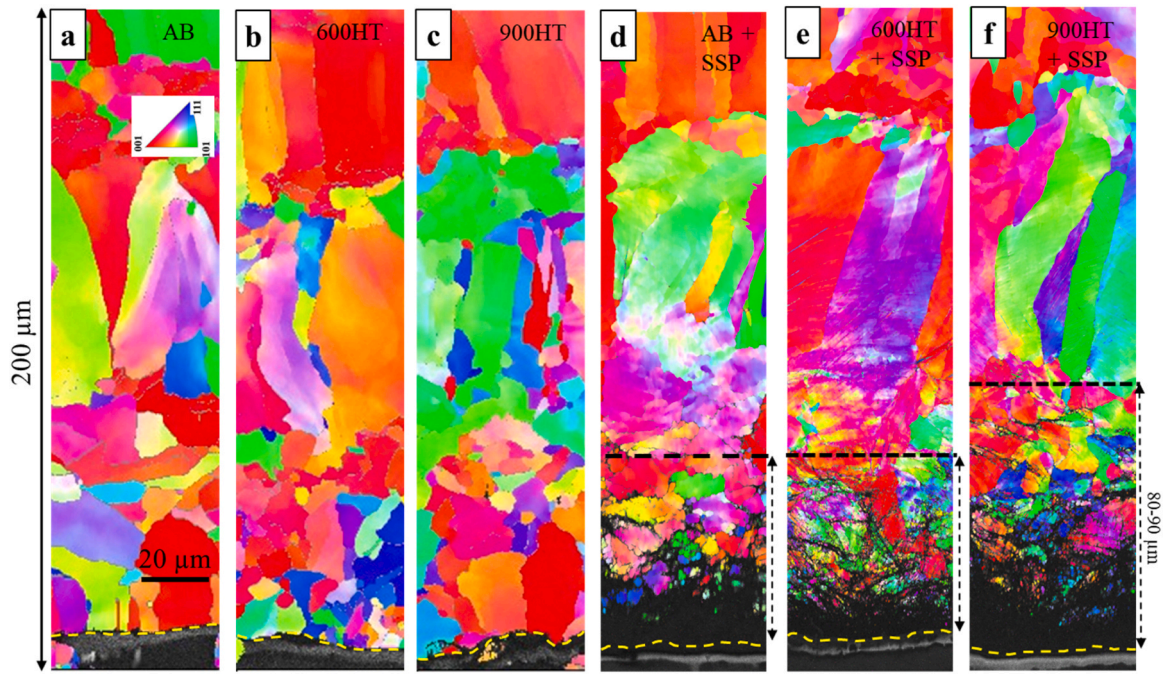 a
AB
b
600HT
c
900HT
d
AB +
SSP
e
600HT
+ SSP
f
900HT
+ SSP
111
001
101
200 µm
20 µm
80-90 µm